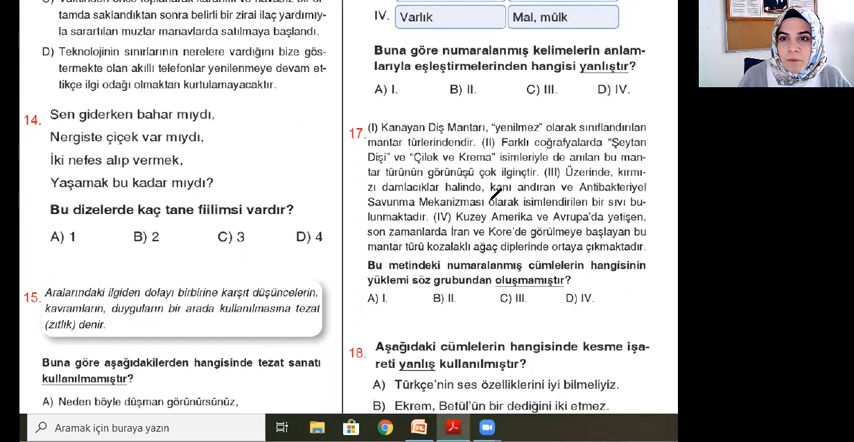 C) Vaktinden önce toplanarak karanlık ve havasız bir or-
tamda saklandıktan sonra belirli bir zirai ilaç yardımıy-
la sarartılan muzlar manavlarda satılmaya başlandı.
D) Teknolojinin sınırlarının nerelere vardığını bize gös-
termekte olan akıllı telefonlar yenilenmeye devam et-
tikçe ilgi odağı olmaktan kurtulamayacaktır.
14. Sen giderken bahar mıydı,
Nergiste çiçek var mıydı,
İki nefes alıp vermek,
Yaşamak bu kadar mıydı?
Bu dizelerde kaç tane fiilimsi vardır?
A) 1 B) 2 C) 3 D) 4
15. Aralarındaki ilgiden dolayı birbirine karşıt düşüncelerin,
kavramların, duyguların bir arada kullanılmasına tezat
(zıtlık) denir.
Buna göre aşağıdakilerden hangisinde tezat sanatı
kullanılmamıştır?
A) Neden böyle düşman görünürsünüz,
IV. Varlık Mal, mülk
Buna göre numaralanmış kelimelerin anlam-
larıyla eşleştirmelerinden hangisi yanlıştır?
A) I. B) II. C) III. D) IV.
17. (I) Kanayan Diş Mantarı, “yenilmez” olarak sınıflandırılan
mantar türlerindendir. (II) Farklı coğrafyalarda “Şeytan
Dişi” ve “Çilek ve Krema” isimleriyle de anılan bu man-
tar türünün görünüşü çok ilginçtir. (III) Üzerinde, kırmı-
zı damlacıklar halinde, kanı andıran ve Antibakteriyel
Savunma Mekanizması olarak isimlendirilen bir sıvı bu-
lunmaktadır. (IV) Kuzey Amerika ve Avrupa’da yetişen,
son zamanlarda İran ve Kore’de görülmeye başlayan bu
mantar türü kozalaklı ağaç diplerinde ortaya çıkmaktadır.
Bu metindeki numaralanmış cümlelerin hangisinin
yüklemi söz grubundan oluşmamıştır?
A) I. B) II. C) III. D) IV.
18. Aşağıdaki cümlelerin hangisinde kesme işa-
reti yanlış kullanılmıştır?
A) Türkçe’nin ses özelliklerini iyi bilmeliyiz.
B) Ekrem, Betül’ün bir dediğini iki etmez.
Aramak için buraya yazın